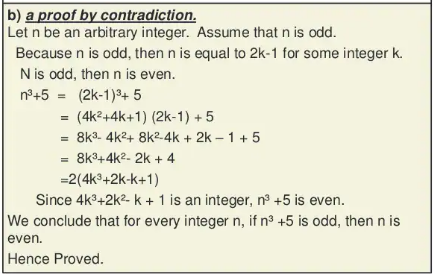 b) a proof by contradiction.
Let n be an arbitrary integer. Assume that n is odd.
Because n is odd, then n is equal to 2k-1 for some integer k.
N is odd, then n is even.
n³+5 = (2k-1)³+ 5
= (4k²+4k+1) (2k-1) + 5
= 8k³- 4k²+ 8k²-4k + 2k – 1 + 5
= 8k³+4k²- 2k + 4
=2(4k³+2k-k+1)
Since 4k³+2k²- k + 1 is an integer, n³ +5 is even.
We conclude that for every integer n, if n³ +5 is odd, then n is
even.
Hence Proved.